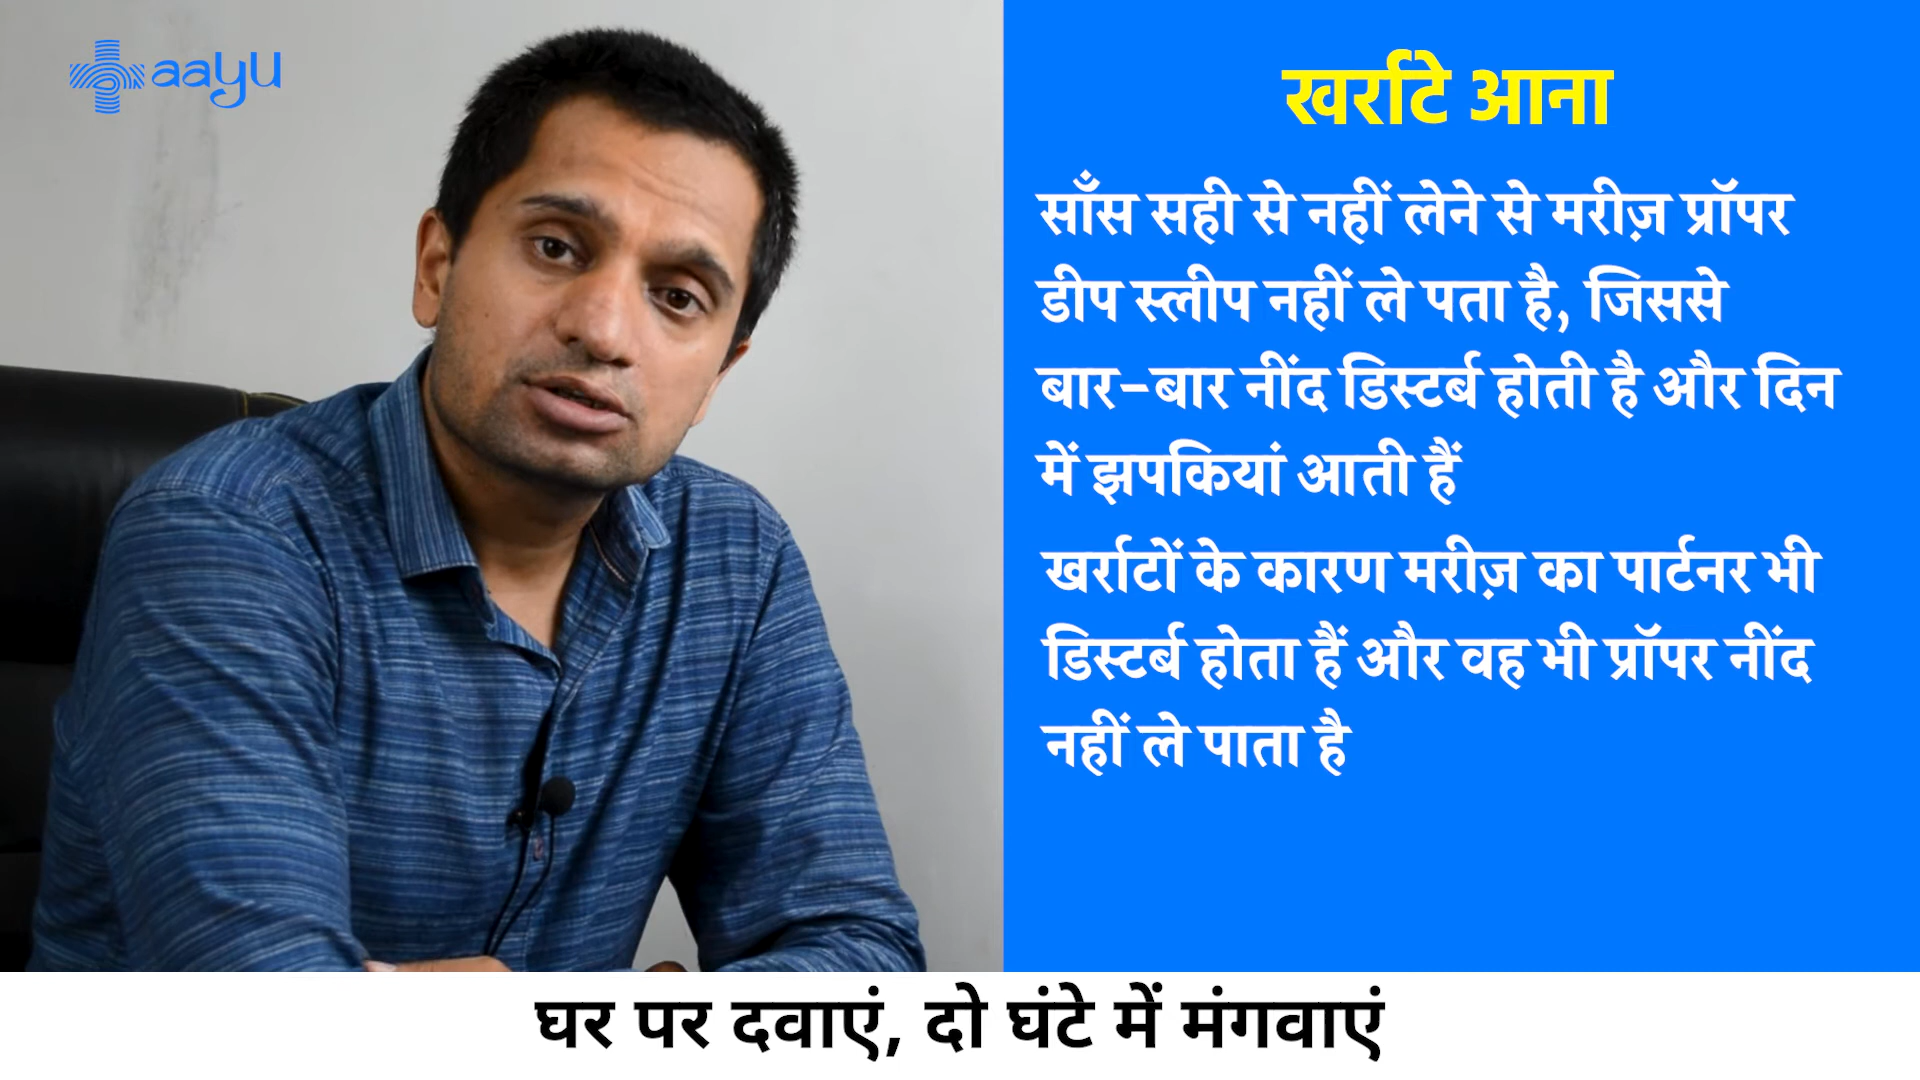 aayu
खर्राटे आना
साँस सही से नहीं लेने से मरीज़ प्रॉपर
डीप स्लीप नहीं ले पता है, जिससे
बार-बार नींद डिस्टर्ब होती है और दिन
में झपकियां आती हैं
खर्राटों के कारण मरीज़ का पार्टनर भी
डिस्टर्ब होता हैं और वह भी प्रॉपर नींद
नहीं ले पाता है
घर पर दवाएं, दो घंटे में मंगवाएं